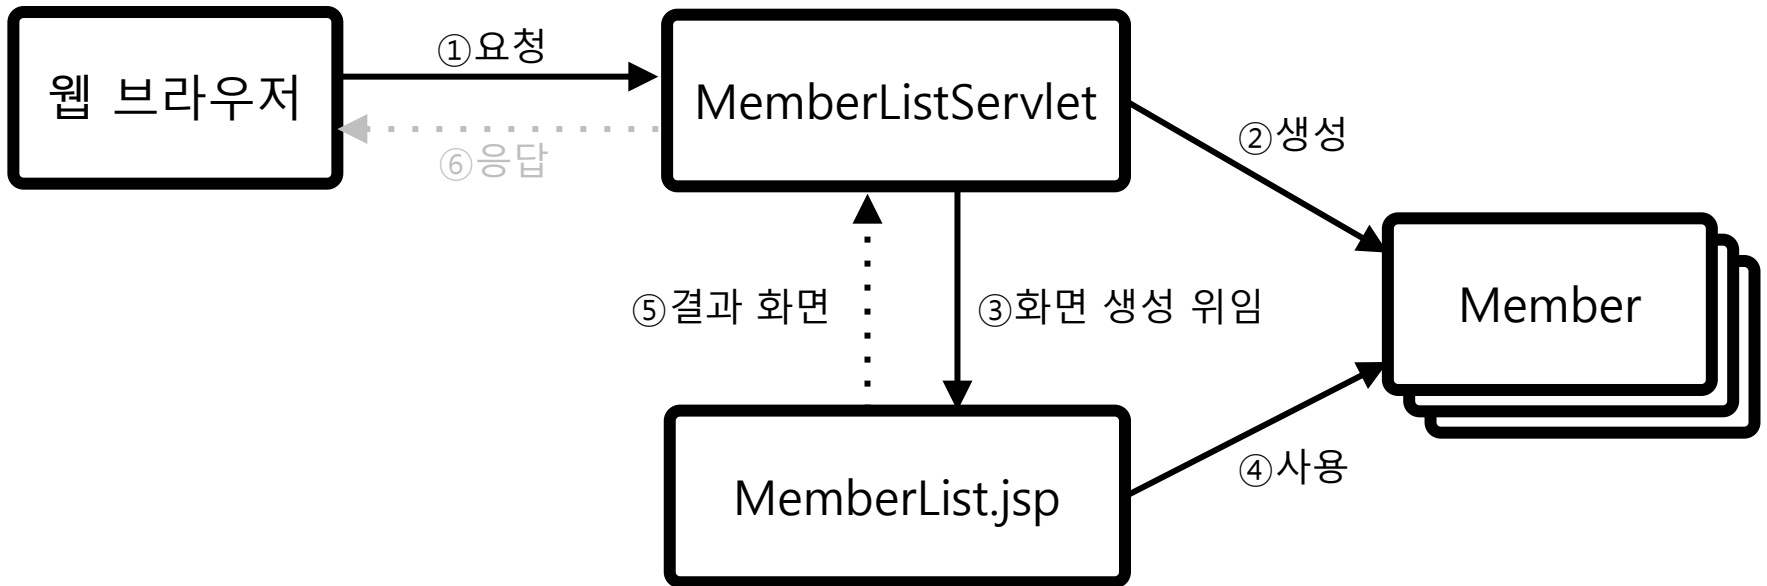 웹 브라우저
①요청
⑥응답
MemberListServlet
②생성
⑤결과 화면
③화면 생성 위임
Member
④사용
MemberList.jsp